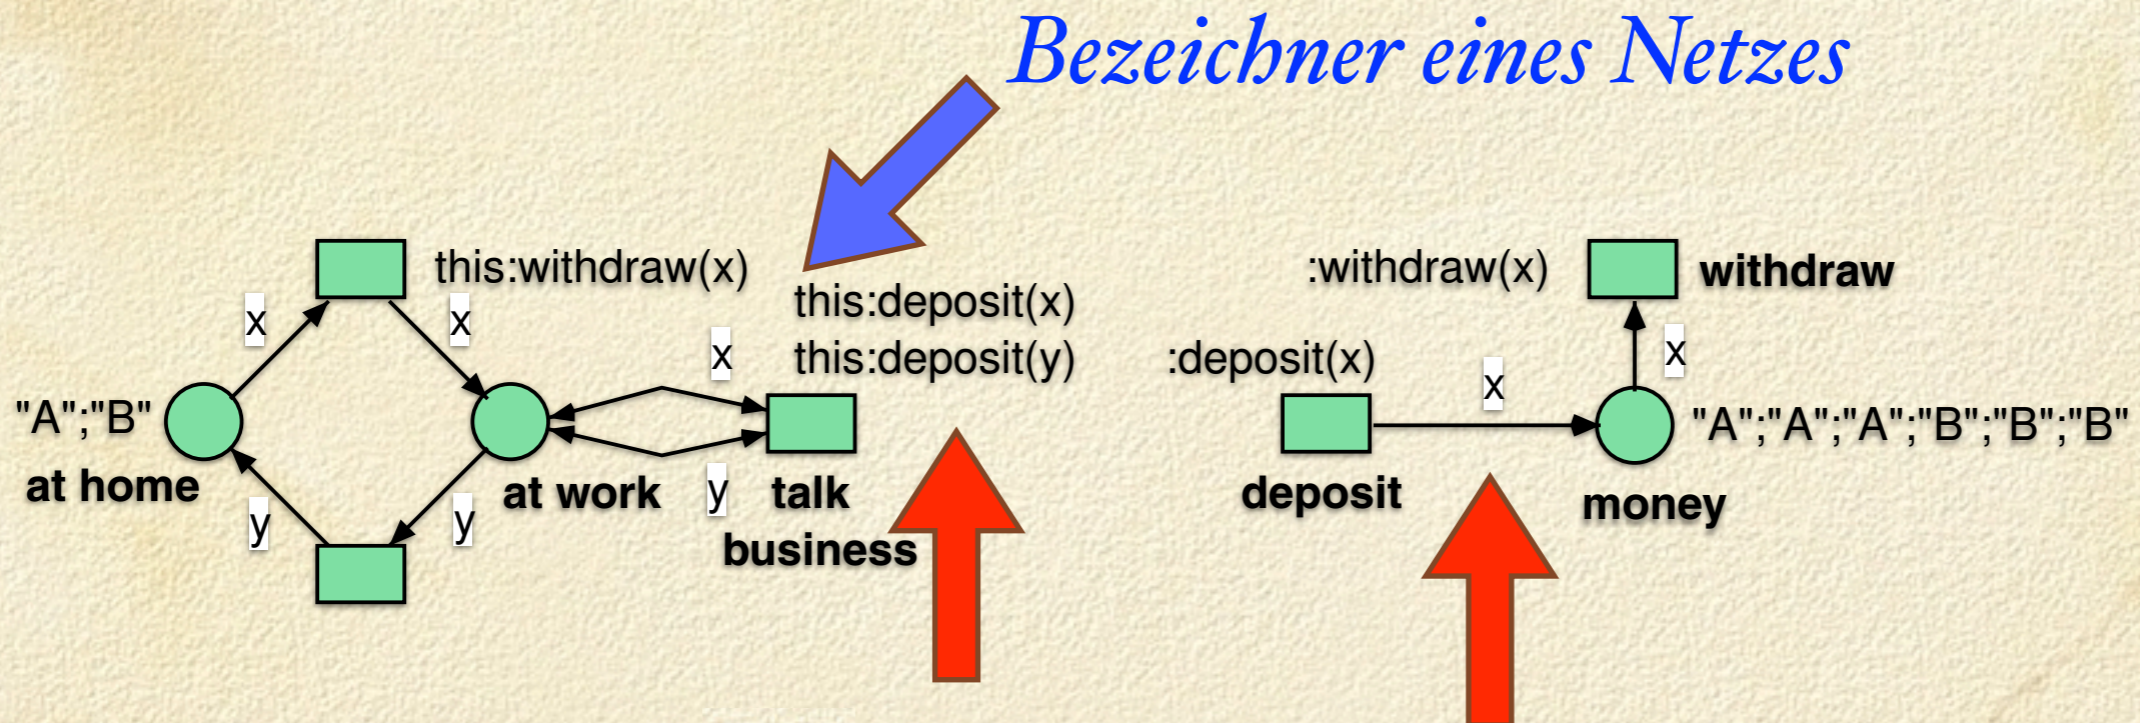 Bezeichner eines Netzes
this:withdraw(x)
this:deposit(x)
this:deposit(y)
x
x
x
"A";"B"
at home
y
y
at work
y
talk
business
:withdraw(x)
withdraw
:deposit(x)
x
x
"A";"A";"A";"B";"B";"B"
deposit
money